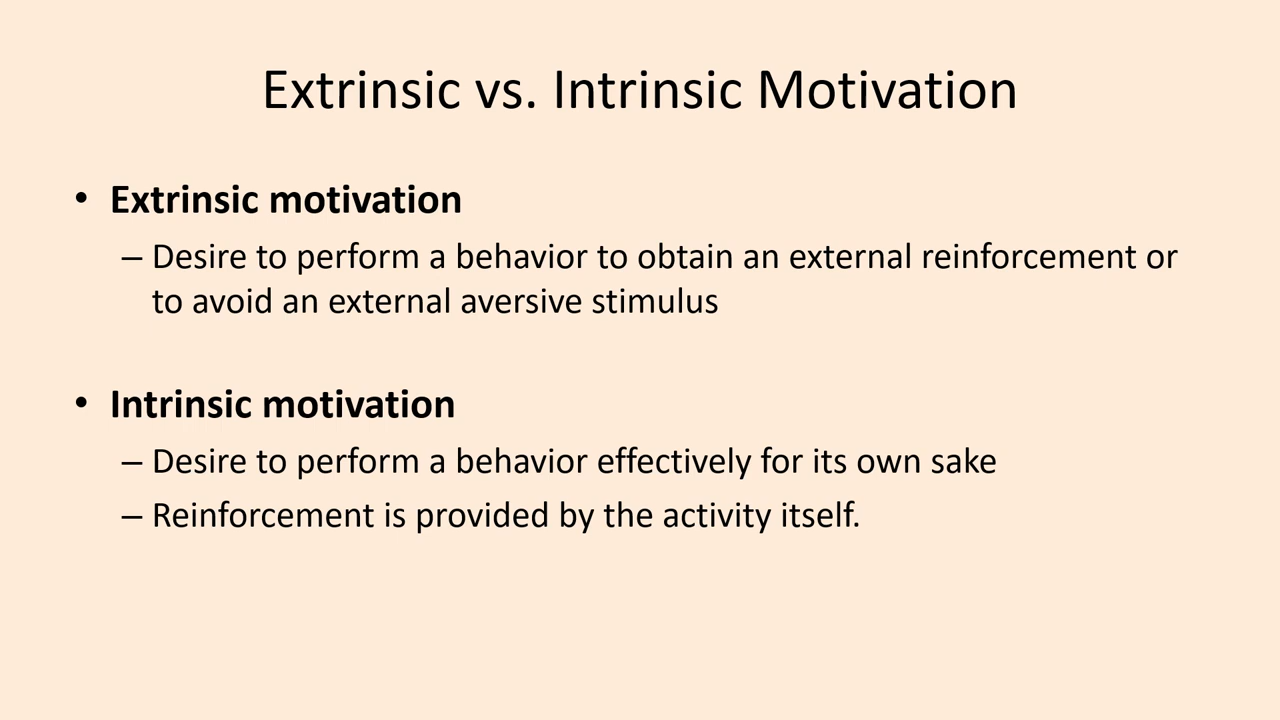 Extrinsic vs. Intrinsic Motivation
• Extrinsic motivation
– Desire to perform a behavior to obtain an external reinforcement or
to avoid an external aversive stimulus
• Intrinsic motivation
– Desire to perform a behavior effectively for its own sake
– Reinforcement is provided by the activity itself.